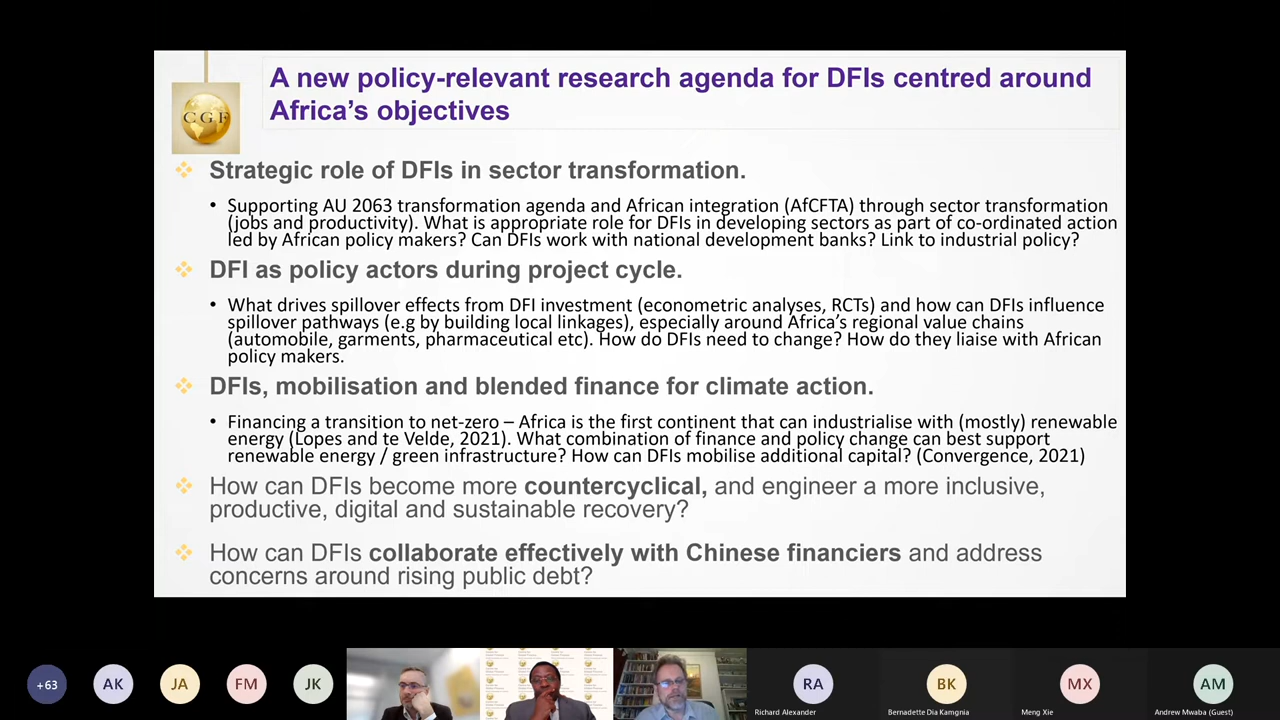 A new policy-relevant research agenda for DFIs centred around
Africa's objectives
CGF
Strategic role of DFIs in sector transformation.
• Supporting AU 2063 transformation agenda and African integration (AfCFTA) through sector transformation
(jobs and productivity). What is appropriate role for DFIs in developing sectors as part of co-ordinated action
led by African policy makers? Can DFIs work with national development banks? Link to industrial policy?
DFI as policy actors during project cycle.
• What drives spillover effects from DFI investment (econometric analyses, RCTs) and how can DFIs influence
spillover pathways (e.g by building local linkages), especially around Africa's regional value chains
(automobile, garments, pharmaceutical etc). How do DFIs need to change? How do they liaise with African
policy makers.
DFIs, mobilisation and blended finance for climate action.
• Financing a transition to net-zero – Africa is the first continent that can industrialise with (mostly) renewable
energy (Lopes and te Velde, 2021). What combination of finance and policy change can best support
renewable energy / green infrastructure? How can DFIs mobilise additional capital? (Convergence, 2021)
How can DFIs become more countercyclical, and engineer a more inclusive,
productive, digital and sustainable recovery?
How can DFIs collaborate effectively with Chinese financiers and address
concerns around rising public debt?
+63
AK
JA
FM
JK
RA
BK
MX
AM
Richard Alexander
Bernadette Dia Kamgnia
Meng Xie
Andrew Mwaba (Guest)